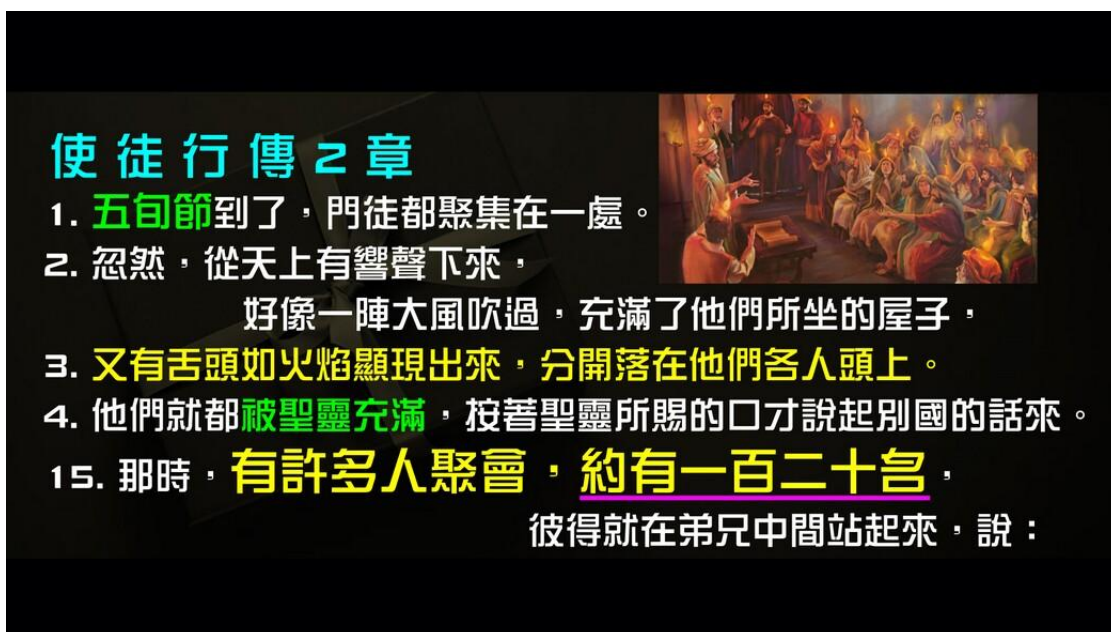 使徒行傳2章
1. 五旬節到了，門徒都聚集在一處。
2. 忽然，從天上有響聲下來，
好像一陣大風吹過，充滿了他們所坐的屋子，
3. 又有舌頭如火焰顯現出來，分開落在他們各人頭上。
4. 他們就都被聖靈充滿，按著聖靈所賜的口才說起別國的話來。
15. 那時，有許多人聚會，約有一百二十名，
彼得就在弟兄中間站起來，說：